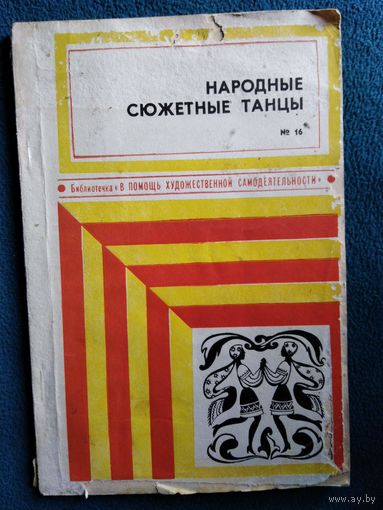 НАРОДНЫЕ
СЮЖЕТНЫЕ ТАНЦЫ
№ 16
Библиотечка «В ПОМОЩЬ ХУДОЖЕСТВЕННОЙ САМОДЕЯТЕЛЬНОСТИ»
www.ay.by